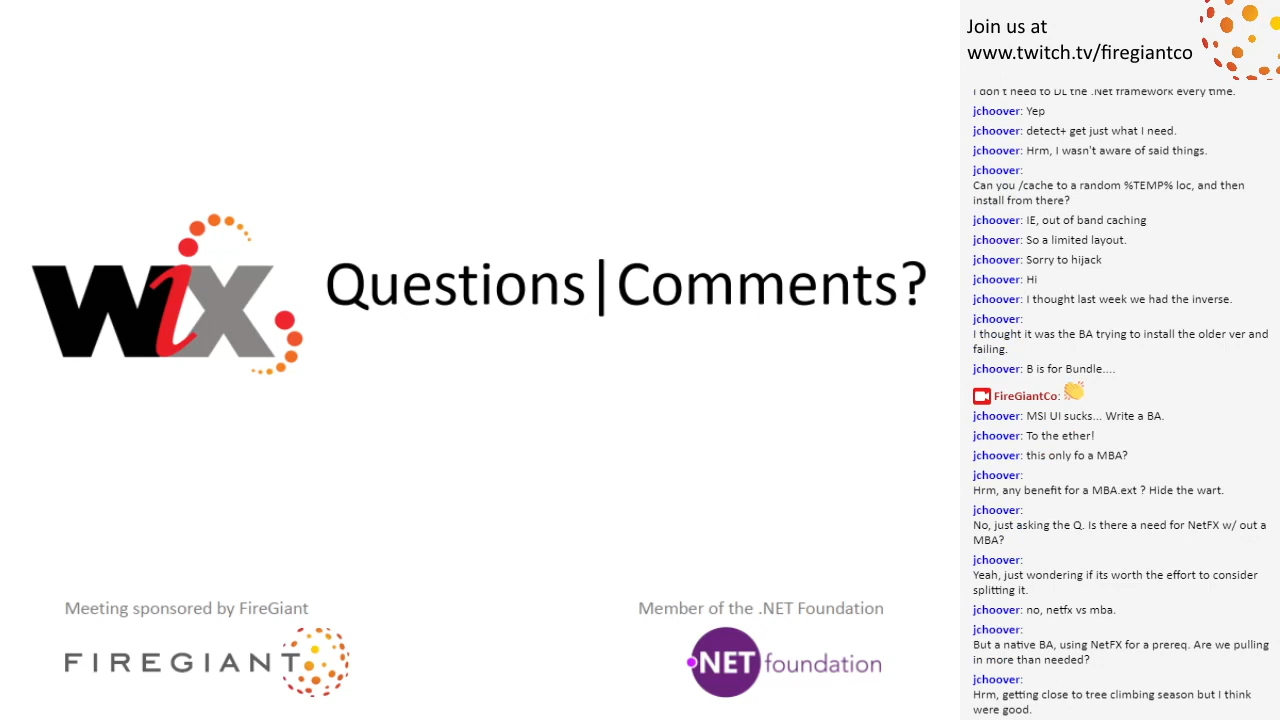 WiX
Questions|Comments?
Meeting sponsored by FireGiant
FIREGIANT
Member of the .NET Foundation
.NET foundation
Join us at
www.twitch.tv/firegiantco
I don't need to DL the .Net framework every time.
jchoover: Yep
jchoover: detect+ get just what I need.
jchoover: Hrm, I wasn't aware of said things.
jchoover:
Can you /cache to a random %TEMP% loc, and then
install from there?
jchoover: IE, out of band caching
jchoover: So a limited layout.
jchoover: Sorry to hijack
jchoover: Hi
jchoover: I thought last week we had the inverse.
jchoover:
I thought it was the BA trying to install the older ver and
failing.
jchoover: B is for Bundle....
FireGiantCo:
jchoover: MSI UI sucks... Write a BA.
jchoover: To the ether!
jchoover: this only fo a MBA?
jchoover:
Hrm, any benefit for a MBA.ext ? Hide the wart.
jchoover:
No, just asking the Q. Is there a need for NetFX w/ out a
MBA?
jchoover:
Yeah, just wondering if its worth the effort to consider
splitting it.
jchoover: no, netfx vs mba.
jchoover:
But a native BA, using NetFX for a prereq. Are we pulling
in more than needed?
jchoover:
Hrm, getting close to tree climbing season but I think
were good.